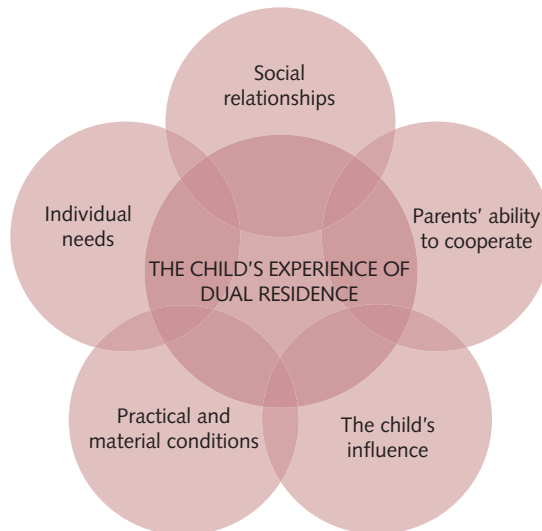 Social
relationships
Individual
needs
Parents’ ability
to cooperate
THE CHILD’S EXPERIENCE OF
DUAL RESIDENCE
Practical and
material conditions
The child’s
influence